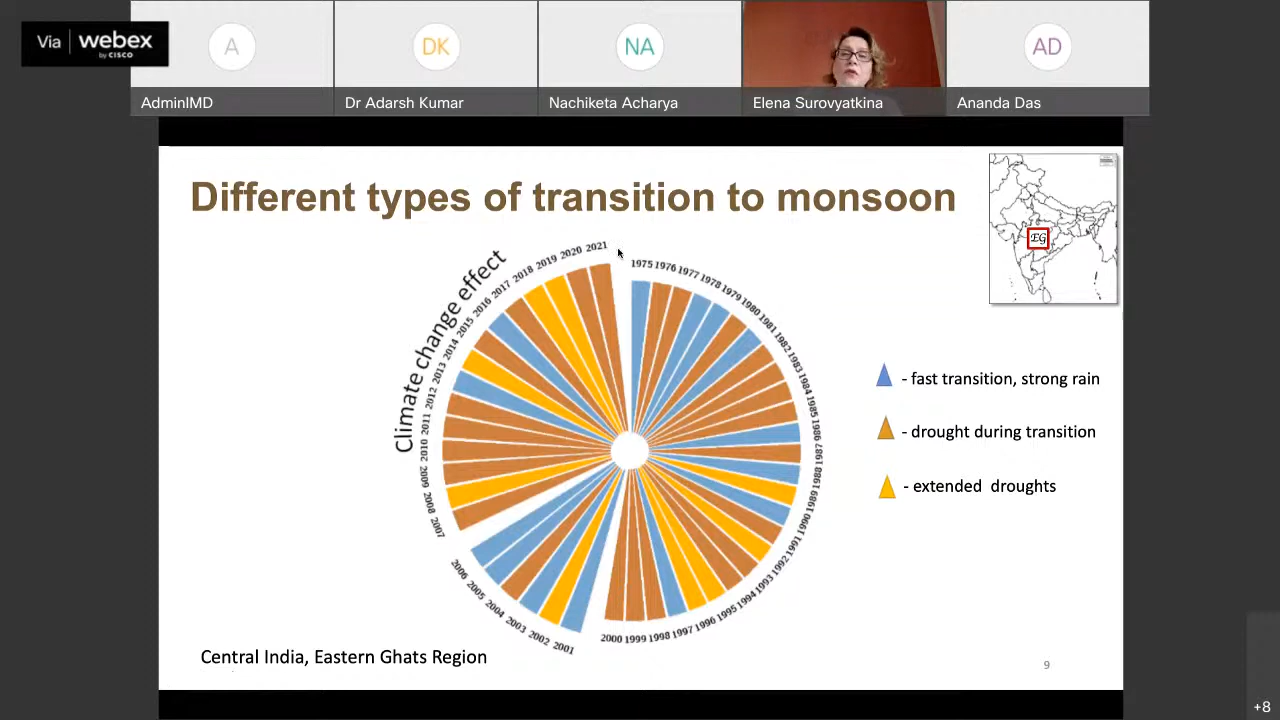 Via webex
by CISCO
A
DK
NA
AD
AdminIMD
Dr Adarsh Kumar
Nachiketa Acharya
Elena Surovyatkina
Ananda Das
Different types of transition to monsoon
EG
Climate change effect
1975 1976 1977 1978 1979 1980 1981 1982 1983 1984 1985 1986 1987 1988 1989 1990 1991 1992 1993 1994 1995 1996 1997 1998 1999 2000
2001 2002 2003 2004 2005 2006
2007 2008 2009 2010 2011 2012 2013 2014 2015 2016 2017 2018 2019 2020 2021
- fast transition, strong rain
- drought during transition
- extended droughts
Central India, Eastern Ghats Region
9
+8